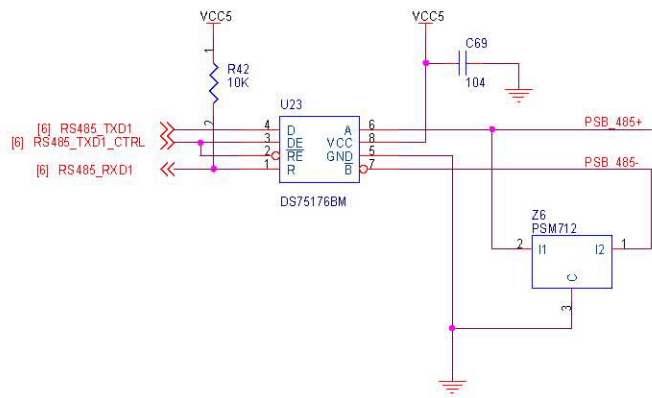 VCC5 VCC5
1
R42
10K
2
C69
104
U23
[6] RS485_TXD1 4 D A 6 PSB_485+
[6] RS485_TXD1_CTRL 3 DE VCC 8
2 RE GND 5
[6] RS485_RXD1 1 R B 7 PSB_485-
DS75176BM
Z6
PSM712
2 I1 I2 1
C
3